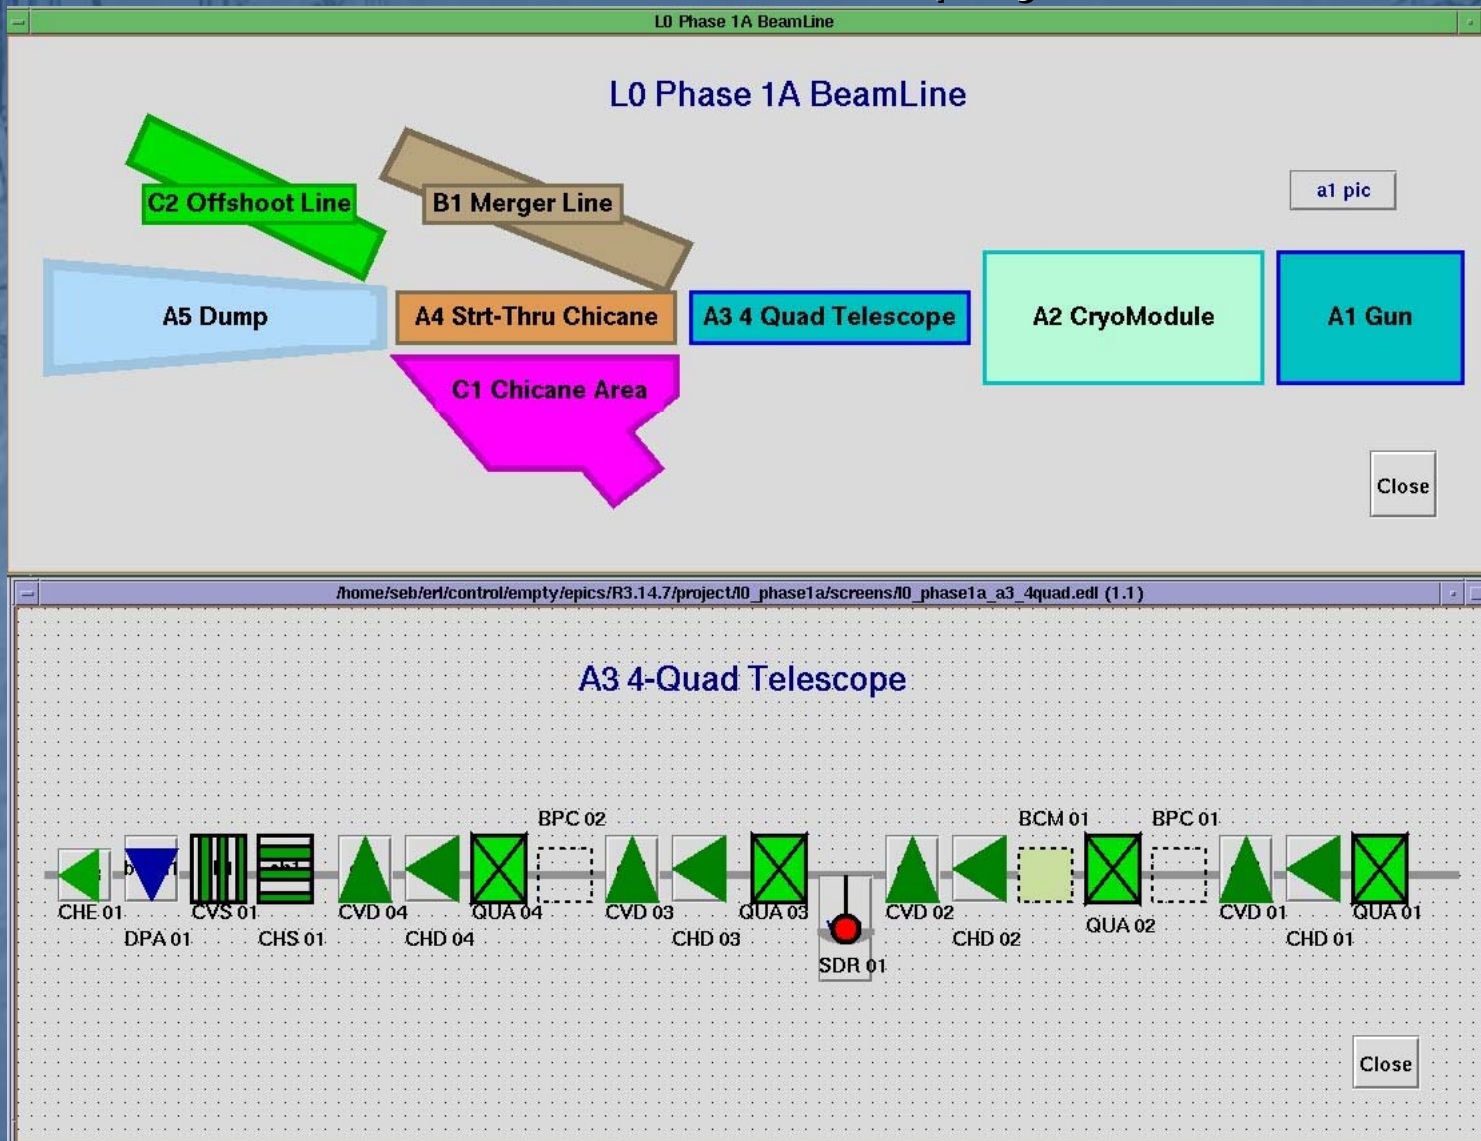 L0 Phase 1A BeamLine
L0 Phase 1A BeamLine
C2 Offshoot Line
B1 Merger Line
a1 pic
A5 Dump
A4 Strt-Thru Chicane
A3 4 Quad Telescope
A2 CryoModule
A1 Gun
C1 Chicane Area
Close
/home/seb/erl/control/empty/epics/R3.14.7/project/l0_phase1a/screens/l0_phase1a_a3_4quad.edl (1.1)
A3 4-Quad Telescope
BPC 02
BCM 01
BPC 01
CHE 01
CVS 01
CVD 04
QUA 04
CVD 03
QUA 03
CVD 02
QUA 02
CVD 01
QUA 01
DPA 01
CHS 01
CHD 04
CHD 03
CHD 02
CHD 01
SDR 01
Close